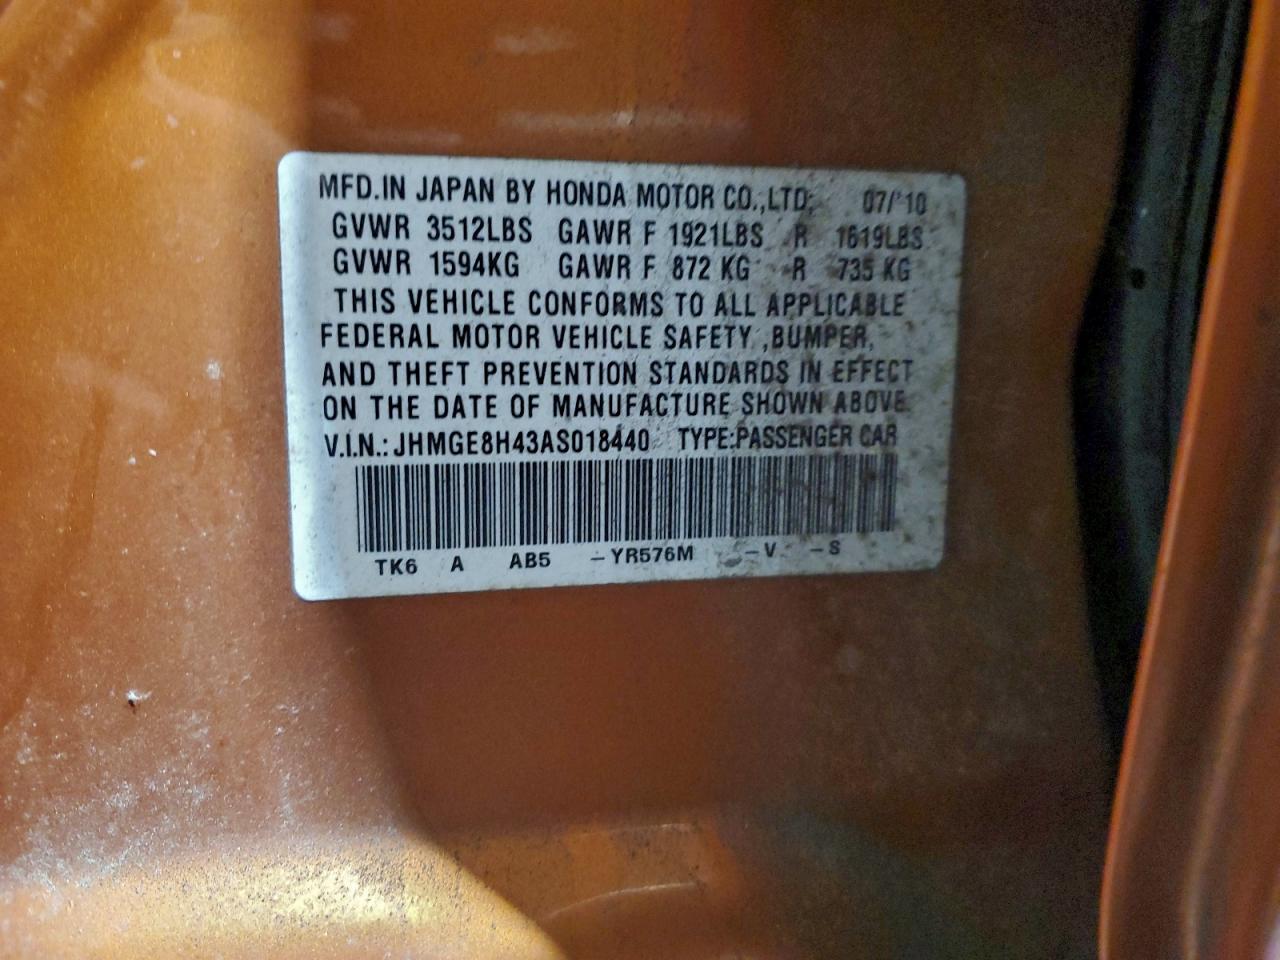 MFD.IN JAPAN BY HONDA MOTOR CO.,LTD; 07/'10
GVWR 3512LBS GAWR F 1921LBS R 1619LBS
GVWR 1594KG GAWR F 872 KG R 735 KG
THIS VEHICLE CONFORMS TO ALL APPLICABLE
FEDERAL MOTOR VEHICLE SAFETY ,BUMPER,
AND THEFT PREVENTION STANDARDS IN EFFECT
ON THE DATE OF MANUFACTURE SHOWN ABOVE
V.I.N.: JHMGE8H43AS018440 TYPE:PASSENGER CAR
TK6 A AB5 -YR576M -V -S